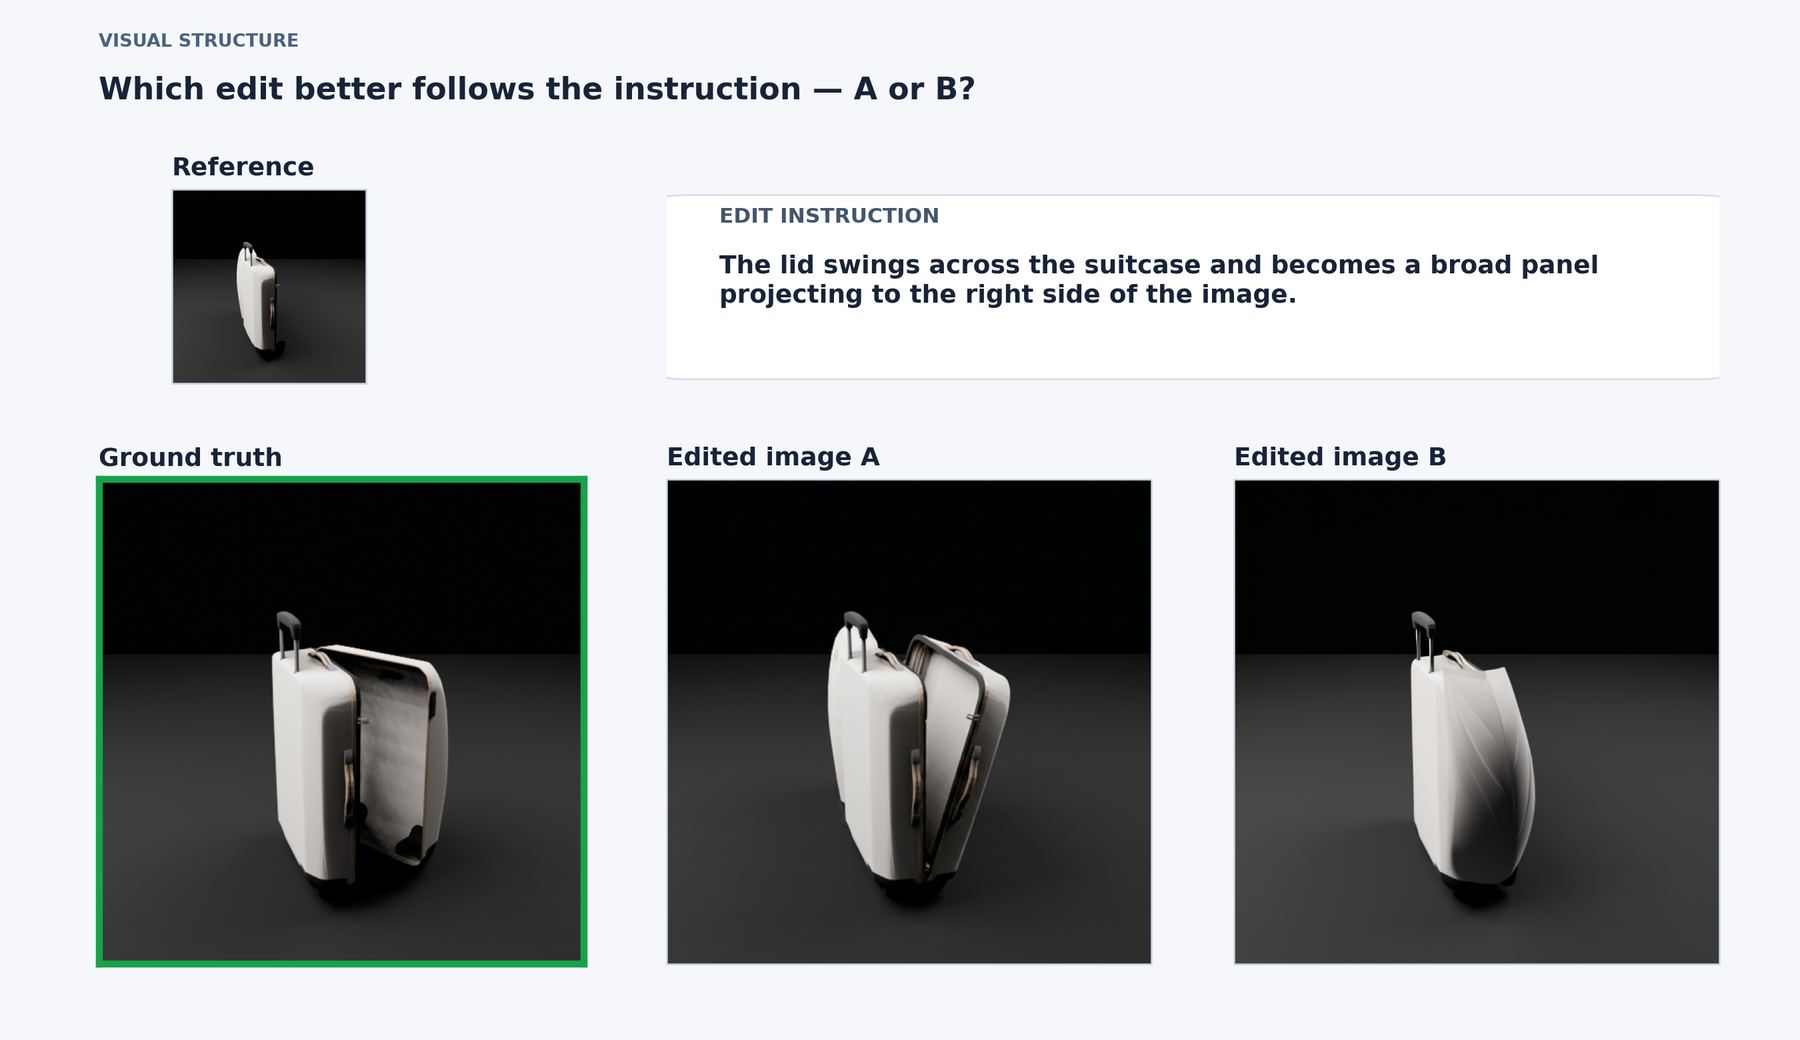 VISUAL STRUCTURE
Which edit better follows the instruction — A or B?
Reference
EDIT INSTRUCTION
The lid swings across the suitcase and becomes a broad panel
projecting to the right side of the image.
Ground truth
Edited image A
Edited image B